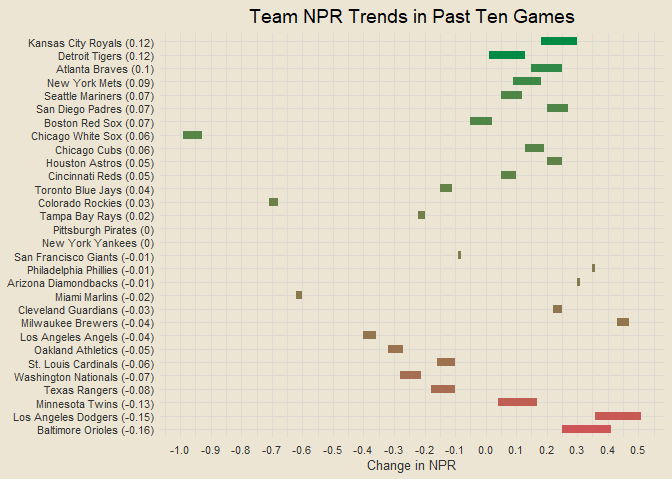 Team NPR Trends in Past Ten Games
Kansas City Royals (0.12)
Detroit Tigers (0.12)
Atlanta Braves (0.1)
New York Mets (0.09)
Seattle Mariners (0.07)
San Diego Padres (0.07)
Boston Red Sox (0.07)
Chicago White Sox (0.06)
Chicago Cubs (0.06)
Houston Astros (0.05)
Cincinnati Reds (0.05)
Toronto Blue Jays (0.04)
Colorado Rockies (0.03)
Tampa Bay Rays (0.02)
Pittsburgh Pirates (0)
New York Yankees (0)
San Francisco Giants (-0.01)
Philadelphia Phillies (-0.01)
Arizona Diamondbacks (-0.01)
Miami Marlins (-0.02)
Cleveland Guardians (-0.03)
Milwaukee Brewers (-0.04)
Los Angeles Angels (-0.04)
Oakland Athletics (-0.05)
St. Louis Cardinals (-0.06)
Washington Nationals (-0.07)
Texas Rangers (-0.08)
Minnesota Twins (-0.13)
Los Angeles Dodgers (-0.15)
Baltimore Orioles (-0.16)
-1.0 -0.9 -0.8 -0.7 -0.6 -0.5 -0.4 -0.3 -0.2 -0.1 0.0 0.1 0.2 0.3 0.4 0.5
Change in NPR